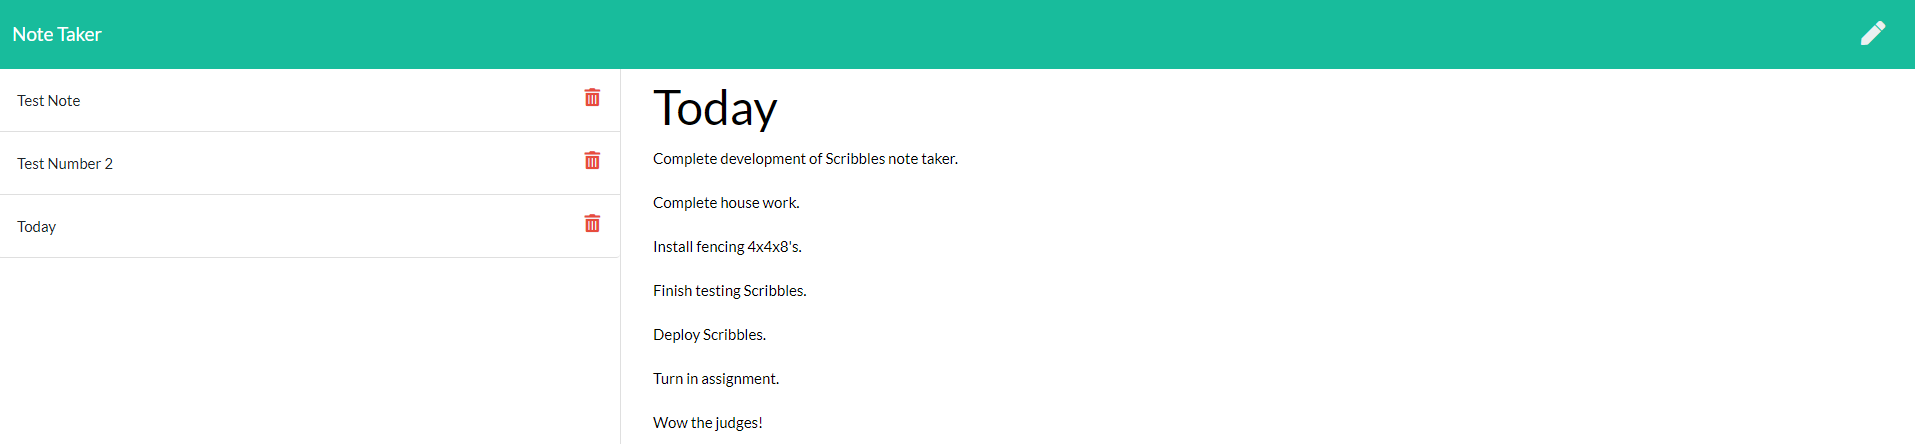 Note Taker
Test Note
Test Number 2
Today
Today
Complete development of Scribbles note taker.
Complete house work.
Install fencing 4x4x8's.
Finish testing Scribbles.
Deploy Scribbles.
Turn in assignment.
Wow the judges!